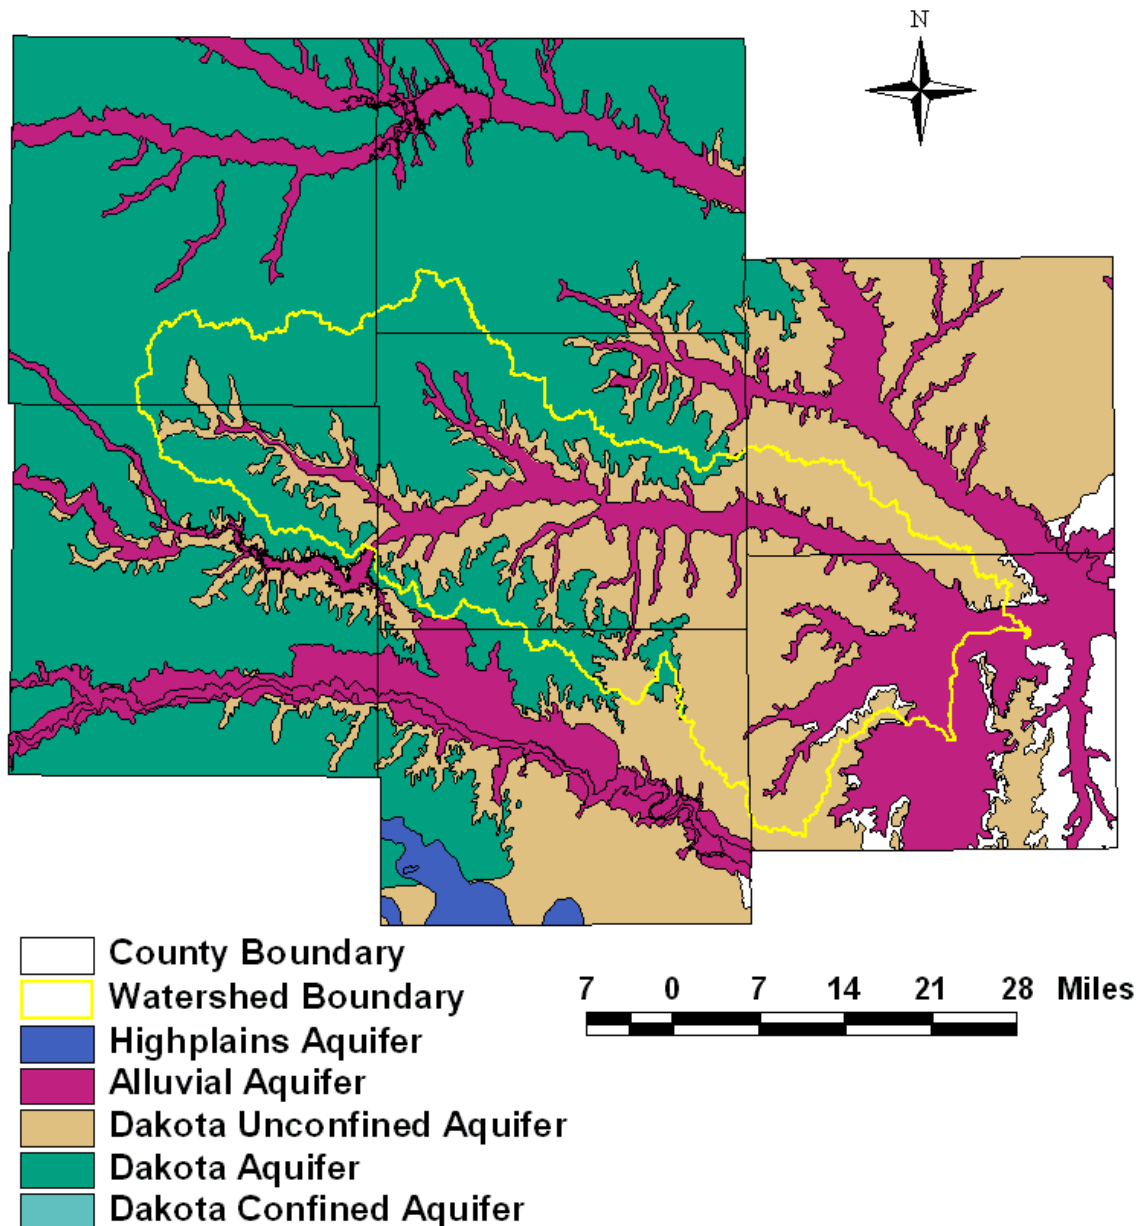 N
County Boundary
Watershed Boundary
Highplains Aquifer
Alluvial Aquifer
Dakota Unconfined Aquifer
Dakota Aquifer
Dakota Confined Aquifer
7 0 7 14 21 28 Miles